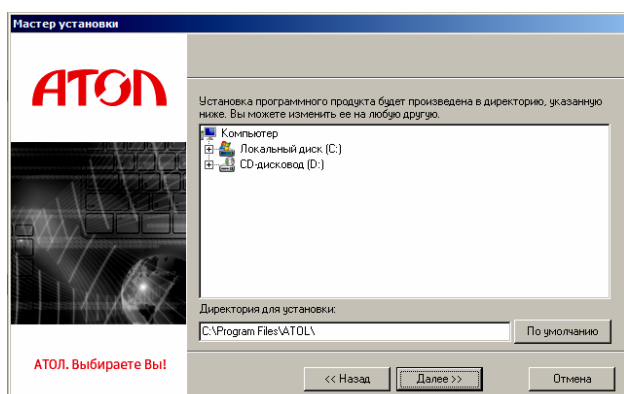 Мастер установки
АТОЛ
Установка программного продукта будет произведена в директорию, указанную
ниже. Вы можете изменить ее на любую другую.
Компьютер
Локальный диск (C:)
CD-дисковод (D:)
Директория для установки:
C:\Program Files\ATOL\
По умолчанию
АТОЛ. Выбираете Вы!
<< Назад
Далее >>
Отмена